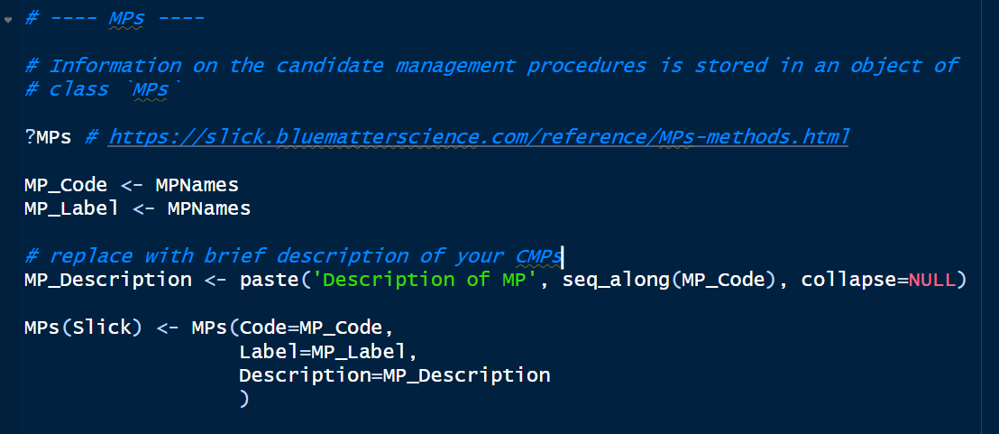 # ---- MPs ----
# Information on the candidate management procedures is stored in an object of
# class `MPs`
?MPs # https://slick.bluematterscience.com/reference/MPs-methods.html
MP_Code <- MPNames
MP_Label <- MPNames
# replace with brief description of your CMPs
MP_Description <- paste('Description of MP', seq_along(MP_Code), collapse=NULL)
MPs(Slick) <- MPs(Code=MP_Code,
Label=MP_Label,
Description=MP_Description
)